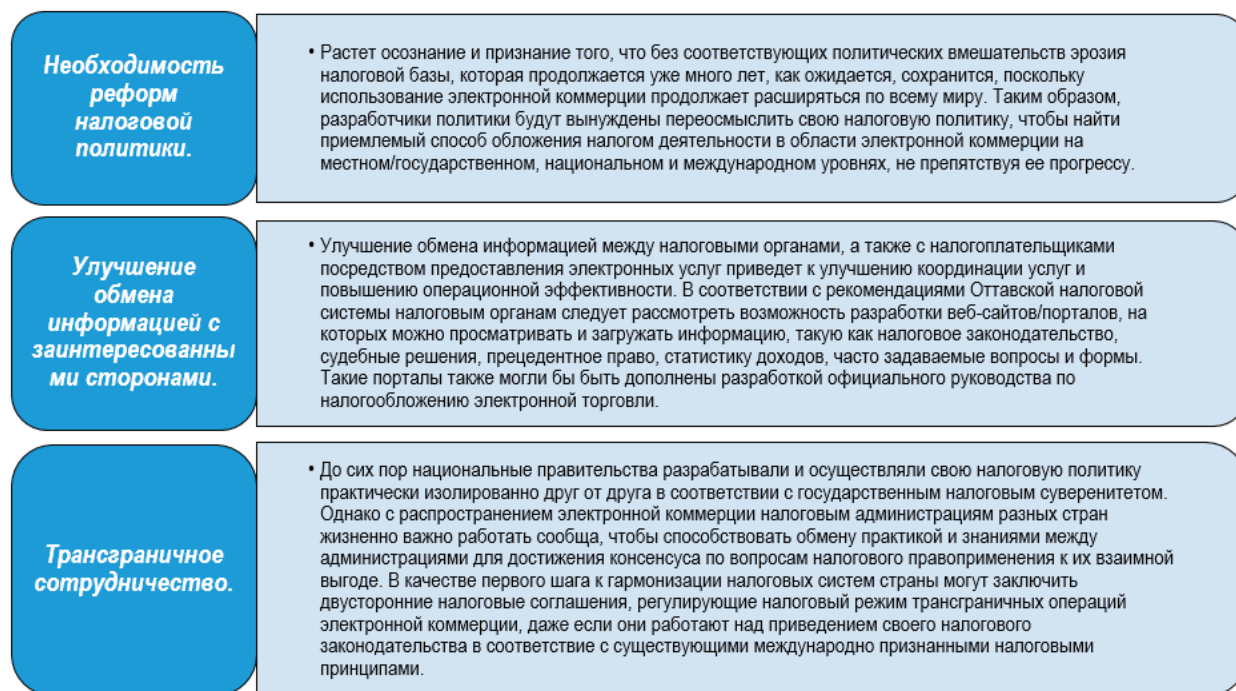 Необходимость
реформ
налоговой
политики.
• Растет осознание и признание того, что без соответствующих политических вмешательств эрозия
налоговой базы, которая продолжается уже много лет, как ожидается, сохранится, поскольку
использование электронной коммерции продолжает расширяться по всему миру. Таким образом,
разработчики политики будут вынуждены переосмыслить свою налоговую политику, чтобы найти
приемлемый способ обложения налогом деятельности в области электронной коммерции на
местном/государственном, национальном и международном уровнях, не препятствуя ее прогрессу.
Улучшение
обмена
информацией с
заинтересованны
ми сторонами.
• Улучшение обмена информацией между налоговыми органами, а также с налогоплательщиками
посредством предоставления электронных услуг приведет к улучшению координации услуг и
повышению операционной эффективности. В соответствии с рекомендациями Оттавской налоговой
системы налоговым органам следует рассмотреть возможность разработки веб-сайтов/порталов, на
которых можно просматривать и загружать информацию, такую как налоговое законодательство,
судебные решения, прецедентное право, статистику доходов, часто задаваемые вопросы и формы.
Такие порталы также могли бы быть дополнены разработкой официального руководства по
налогообложению электронной торговли.
Трансграничное
сотрудничество.
• До сих пор национальные правительства разрабатывали и осуществляли свою налоговую политику
практически изолированно друг от друга в соответствии с государственным налоговым суверенитетом.
Однако с распространением электронной коммерции налоговым администрациям разных стран
жизненно важно работать сообща, чтобы способствовать обмену практикой и знаниями между
администрациями для достижения консенсуса по вопросам налогового правоприменения к их взаимной
выгоде. В качестве первого шага к гармонизации налоговых систем страны могут заключить
двусторонние налоговые соглашения, регулирующие налоговый режим трансграничных операций
электронной коммерции, даже если они работают над приведением своего налогового
законодательства в соответствие с существующими международно признанными налоговыми
принципами.